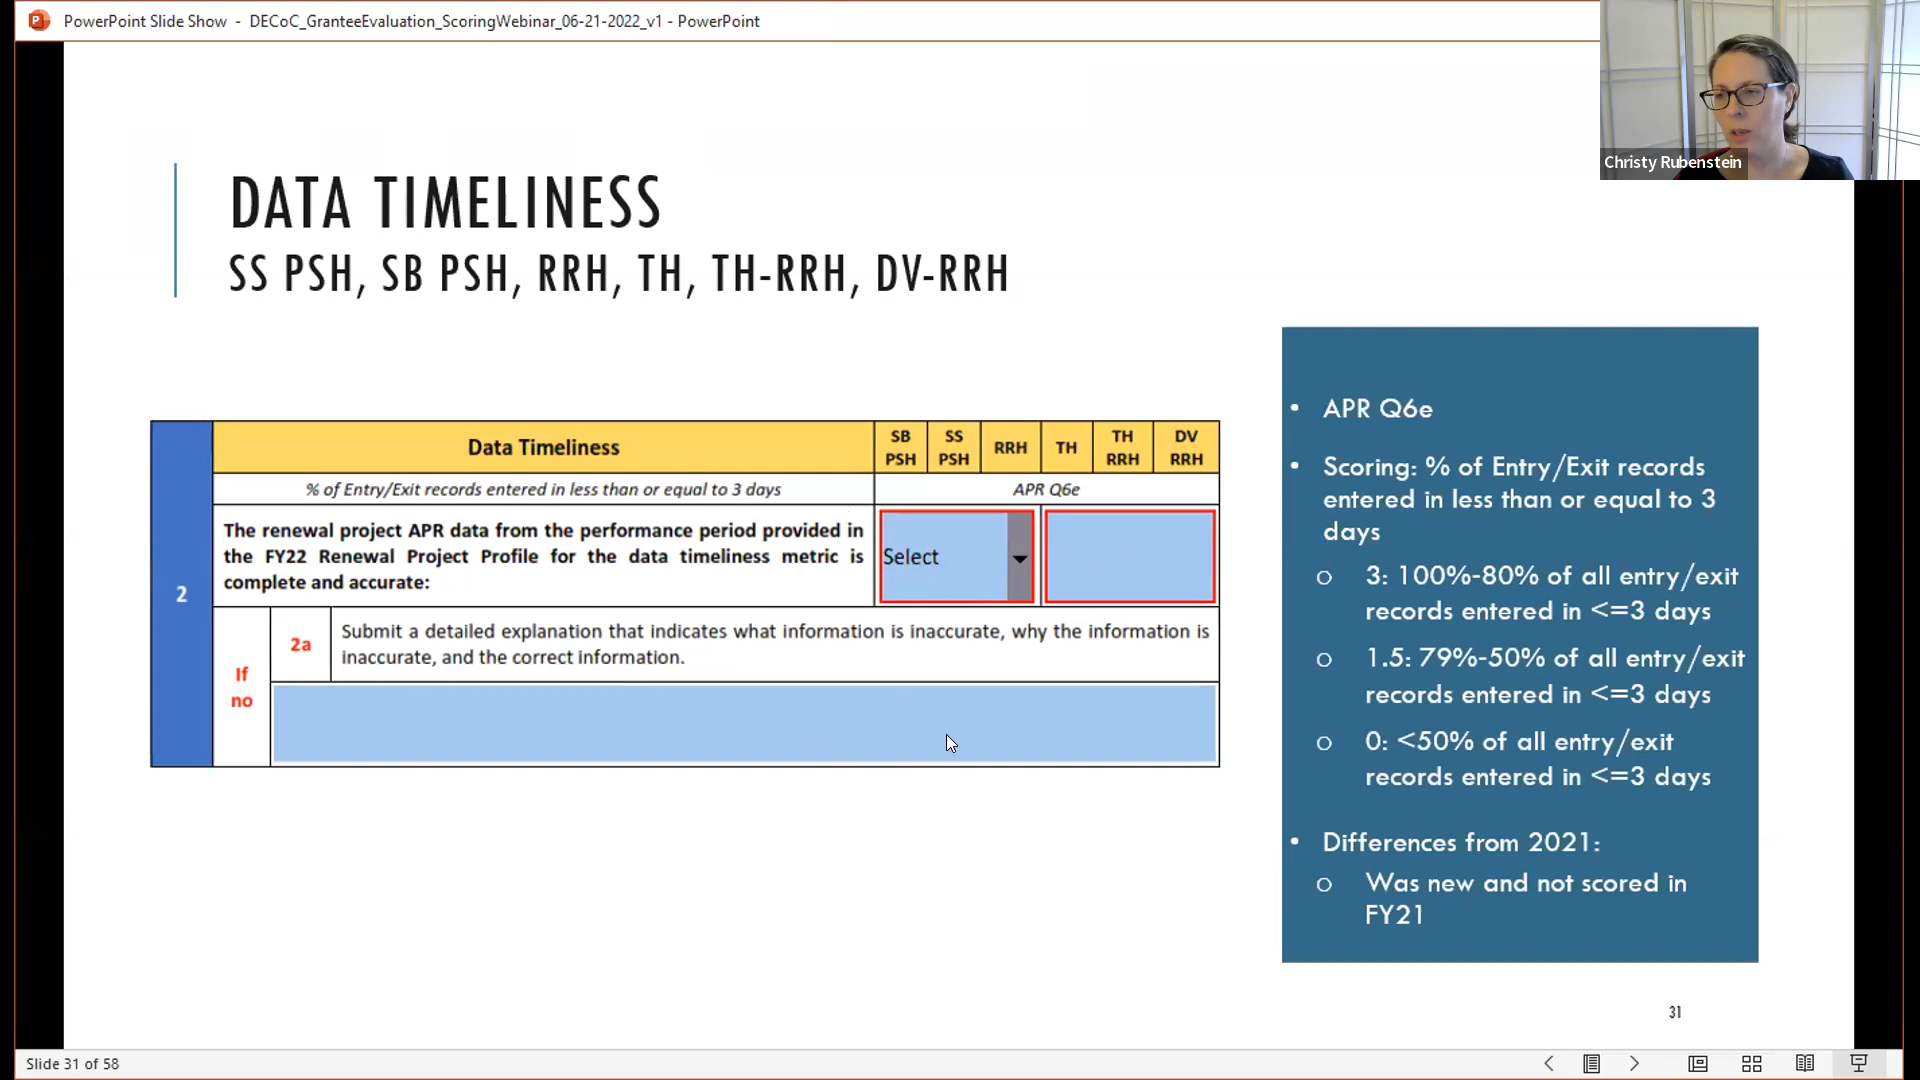 PowerPoint Slide Show - DECoC_GranteeEvaluation_ScoringWebinar_06-21-2022_v1 - PowerPoint
Christy Rubenstein
DATA TIMELINESS
SS PSH, SB PSH, RRH, TH, TH-RRH, DV-RRH
2
Data Timeliness
SB PSH
SS PSH
RRH
TH
TH RRH
DV RRH
% of Entry/Exit records entered in less than or equal to 3 days
APR Q6e
The renewal project APR data from the performance period provided in
the FY22 Renewal Project Profile for the data timeliness metric is
complete and accurate:
Select
If
no
2a
Submit a detailed explanation that indicates what information is inaccurate, why the information is
inaccurate, and the correct information.
• APR Q6e
• Scoring: % of Entry/Exit records
entered in less than or equal to 3
days
o 3: 100%-80% of all entry/exit
records entered in <=3 days
o 1.5: 79%-50% of all entry/exit
records entered in <=3 days
o 0: <50% of all entry/exit
records entered in <=3 days
• Differences from 2021:
o Was new and not scored in
FY21
31
Slide 31 of 58